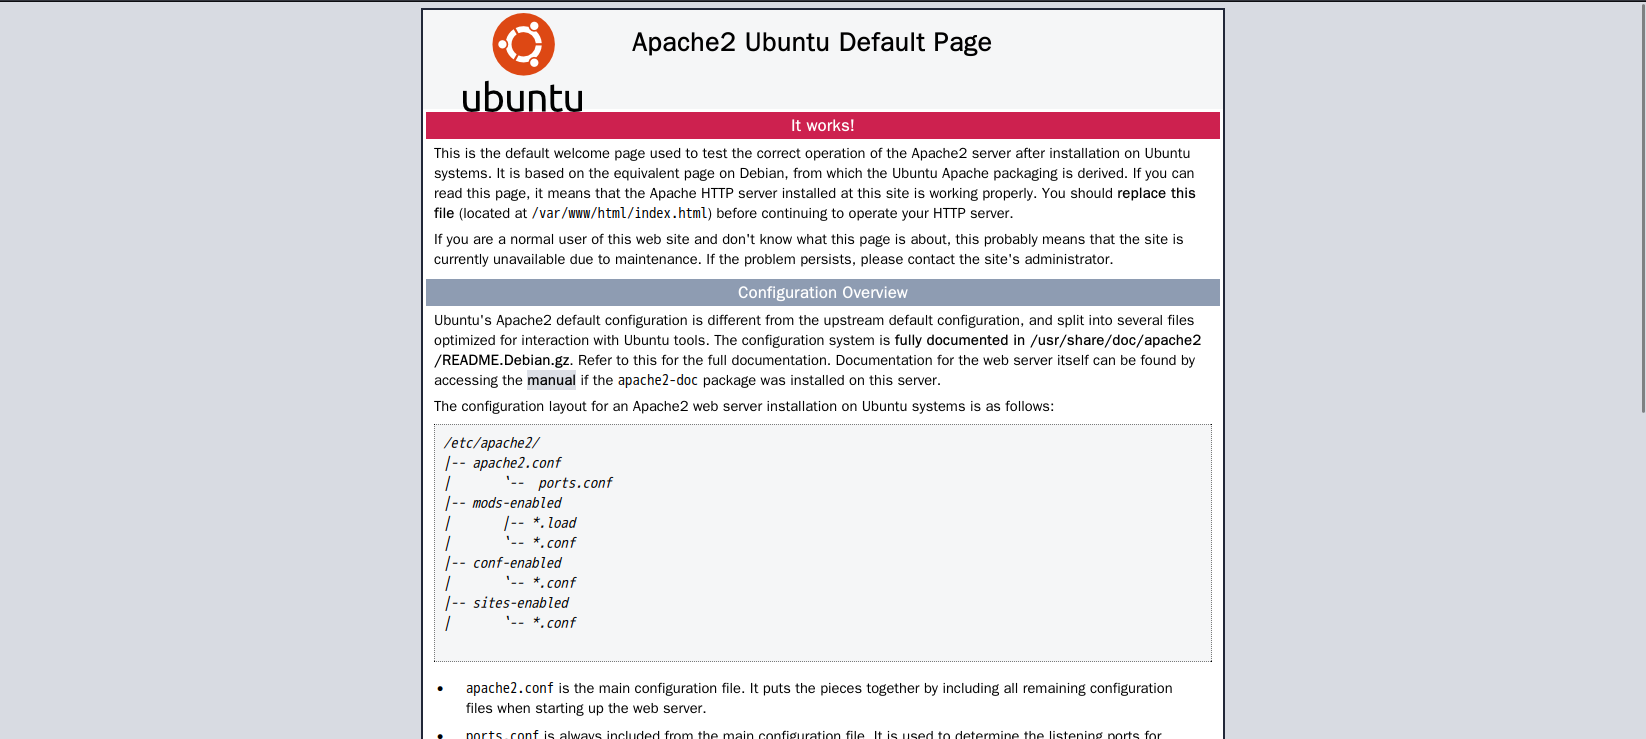 ubuntu
Apache2 Ubuntu Default Page
It works!
This is the default welcome page used to test the correct operation of the Apache2 server after installation on Ubuntu
systems. It is based on the equivalent page on Debian, from which the Ubuntu Apache packaging is derived. If you can
read this page, it means that the Apache HTTP server installed at this site is working properly. You should replace this
file (located at /var/www/html/index.html) before continuing to operate your HTTP server.
If you are a normal user of this web site and don't know what this page is about, this probably means that the site is
currently unavailable due to maintenance. If the problem persists, please contact the site's administrator.
Configuration Overview
Ubuntu's Apache2 default configuration is different from the upstream default configuration, and split into several files
optimized for interaction with Ubuntu tools. The configuration system is fully documented in /usr/share/doc/apache2
/README.Debian.gz. Refer to this for the full documentation. Documentation for the web server itself can be found by
accessing the manual if the apache2-doc package was installed on this server.
The configuration layout for an Apache2 web server installation on Ubuntu systems is as follows:
/etc/apache2/
|-- apache2.conf
|       `--  ports.conf
|-- mods-enabled
|       |-- *.load
|       `-- *.conf
|-- conf-enabled
|       `-- *.conf
|-- sites-enabled
|       `-- *.conf
• apache2.conf is the main configuration file. It puts the pieces together by including all remaining configuration
files when starting up the web server.
• ports.conf is always included from the main configuration file. It is used to determine the listening ports for